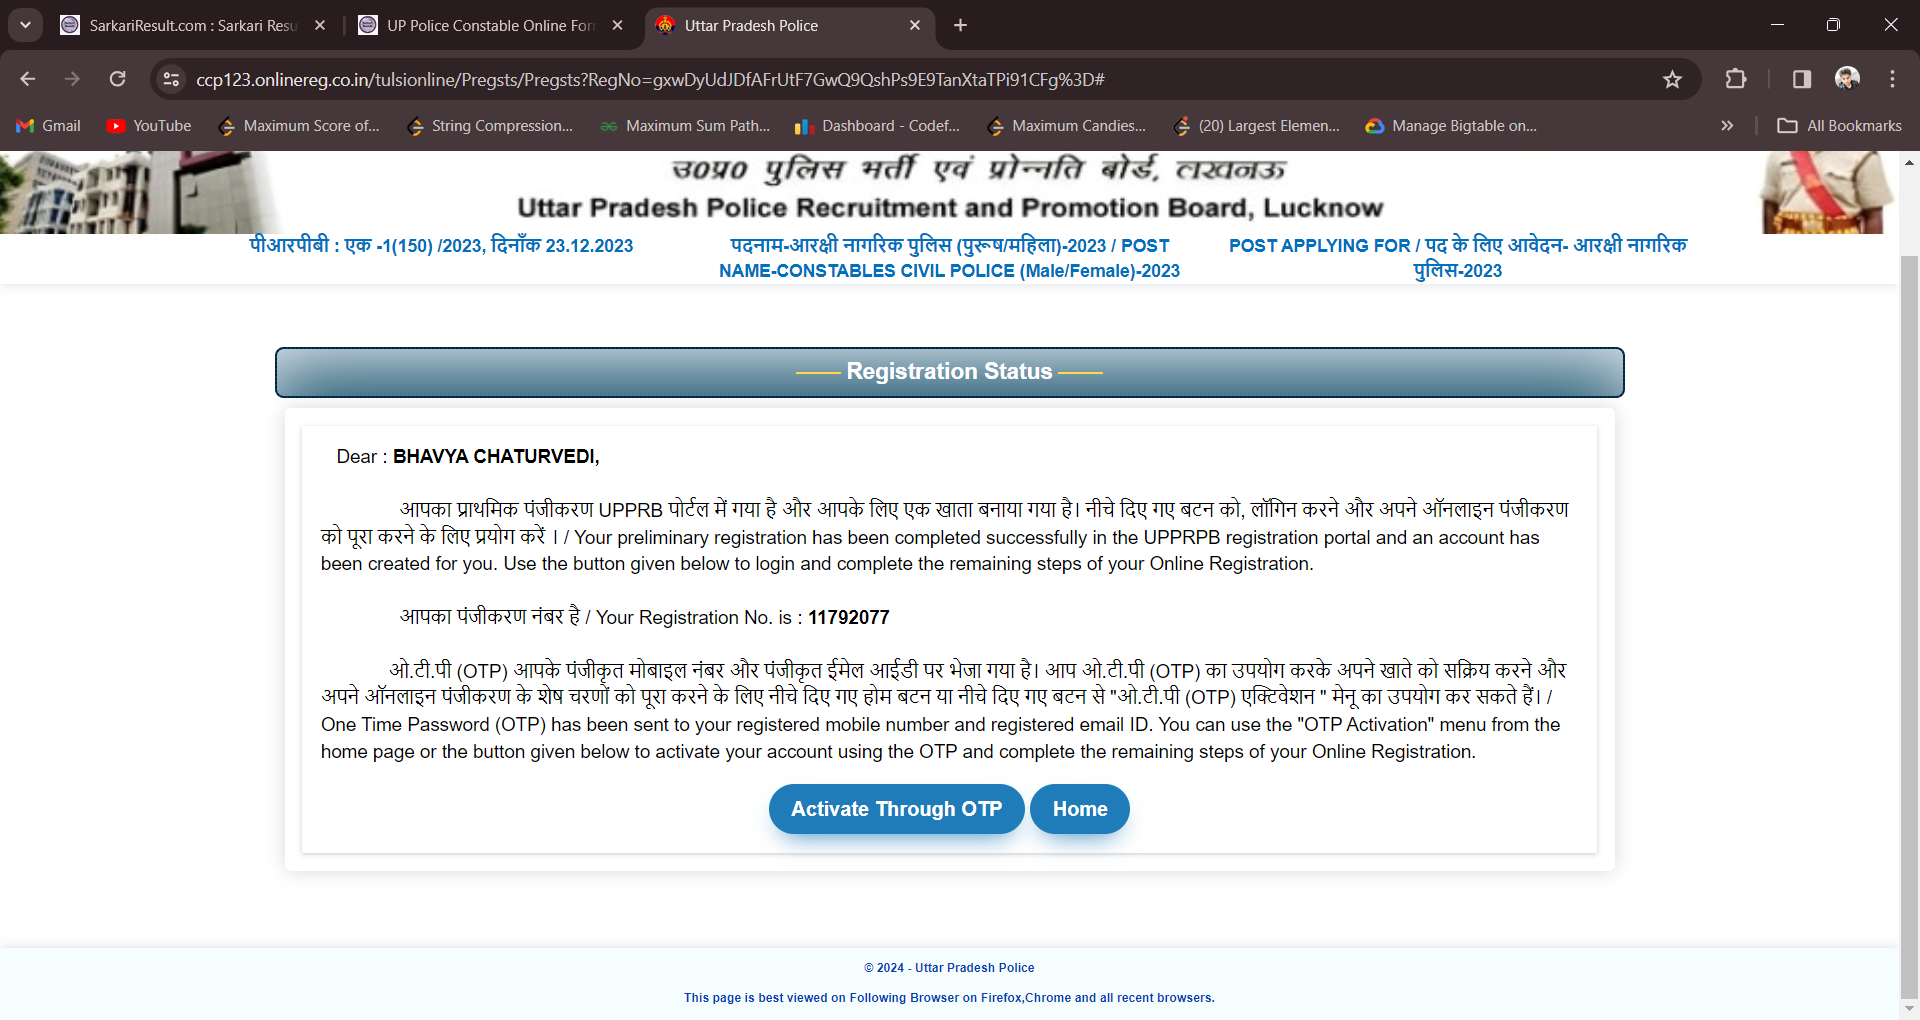 SarkariResult.com : Sarkari Resu
UP Police Constable Online For
Uttar Pradesh Police
ccp123.onlinereg.co.in/tulsionline/Pregsts/Pregsts?RegNo=gxwDyUdJDfAFrUtF7GwQ9QshPs9E9TanXtaTPi91CFg%3D#
Gmail YouTube Maximum Score of... String Compression... Maximum Sum Path... Dashboard - Codef... Maximum Candies... (20) Largest Elemen... Manage Bigtable on... All Bookmarks
उ०प्र० पुलिस भर्ती एवं प्रोन्नति बोर्ड, लखनऊ
Uttar Pradesh Police Recruitment and Promotion Board, Lucknow
पीआरपीबी : एक -1(150) /2023, दिनाँक 23.12.2023
पदनाम-आरक्षी नागरिक पुलिस (पुरूष/महिला)-2023 / POST
NAME-CONSTABLES CIVIL POLICE (Male/Female)-2023
POST APPLYING FOR / पद के लिए आवेदन- आरक्षी नागरिक
पुलिस-2023
Registration Status
Dear : BHAVYA CHATURVEDI,
आपका प्राथमिक पंजीकरण UPPRB पोर्टल में गया है और आपके लिए एक खाता बनाया गया है। नीचे दिए गए बटन को, लॉगिन करने और अपने ऑनलाइन पंजीकरण
को पूरा करने के लिए प्रयोग करें । / Your preliminary registration has been completed successfully in the UPPRPB registration portal and an account has
been created for you. Use the button given below to login and complete the remaining steps of your Online Registration.
आपका पंजीकरण नंबर है / Your Registration No. is : 11792077
ओ.टी.पी (OTP) आपके पंजीकृत मोबाइल नंबर और पंजीकृत ईमेल आईडी पर भेजा गया है। आप ओ.टी.पी (OTP) का उपयोग करके अपने खाते को सक्रिय करने और
अपने ऑनलाइन पंजीकरण के शेष चरणों को पूरा करने के लिए नीचे दिए गए होम बटन या नीचे दिए गए बटन से "ओ.टी.पी (OTP) एक्टिवेशन " मेनू का उपयोग कर सकते हैं। /
One Time Password (OTP) has been sent to your registered mobile number and registered email ID. You can use the "OTP Activation" menu from the
home page or the button given below to activate your account using the OTP and complete the remaining steps of your Online Registration.
Activate Through OTP Home
© 2024 - Uttar Pradesh Police
This page is best viewed on Following Browser on Firefox,Chrome and all recent browsers.